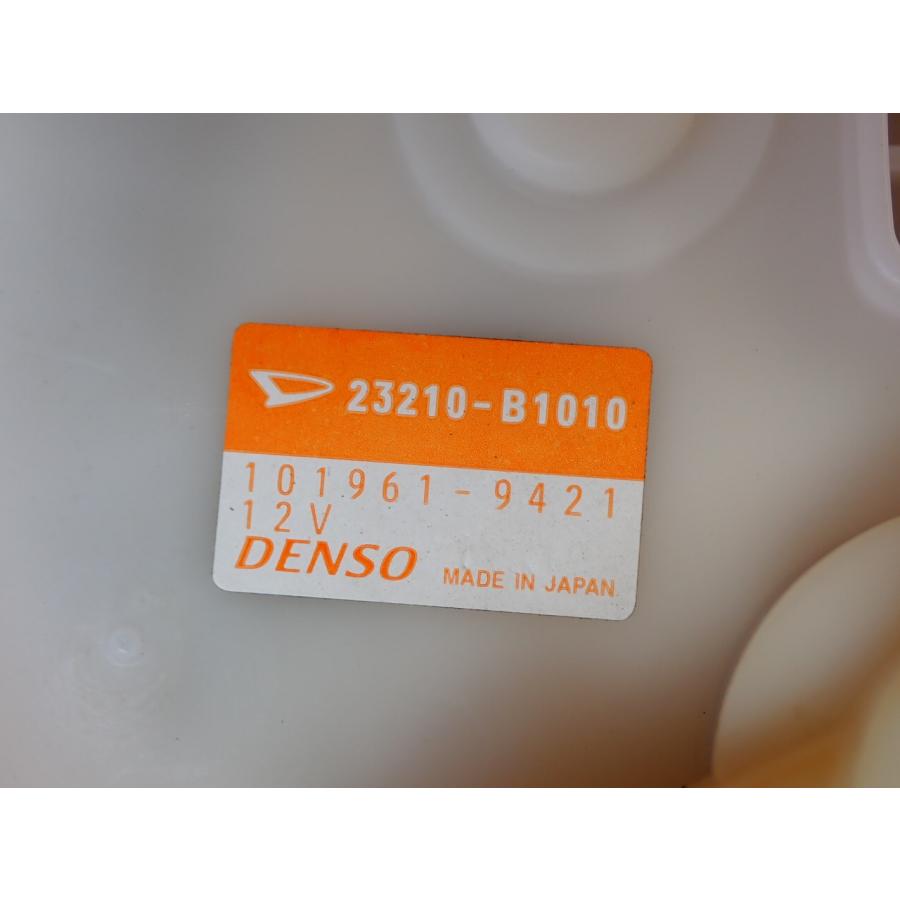 23210-B1010
101961-9421
12V
DENSO MADE IN JAPAN